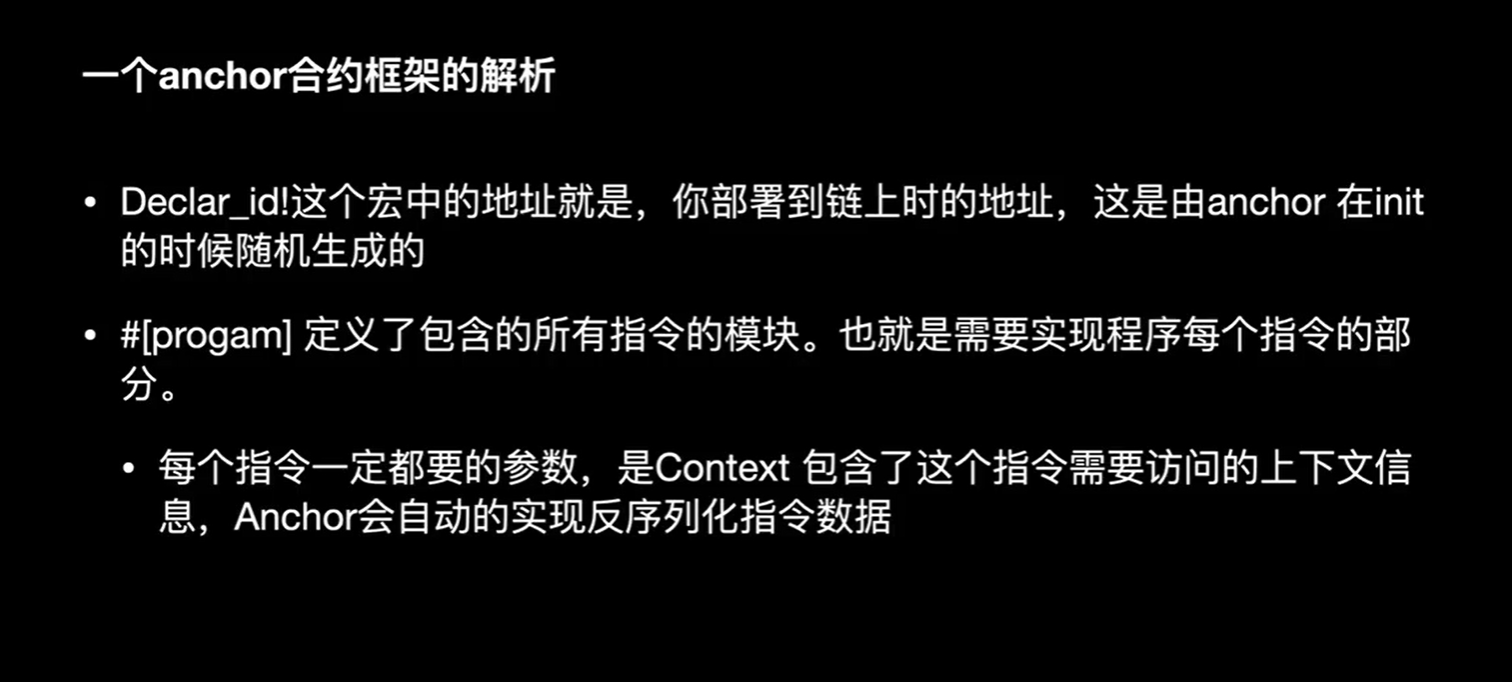 一个anchor合约框架的解析
• Declar_id!这个宏中的地址就是，你部署到链上时的地址，这是由anchor 在init
的时候随机生成的
• #[progam] 定义了包含的所有指令的模块。也就是需要实现程序每个指令的部
分。
• 每个指令一定都要的参数，是Context 包含了这个指令需要访问的上下文信
息，Anchor会自动的实现反序列化指令数据